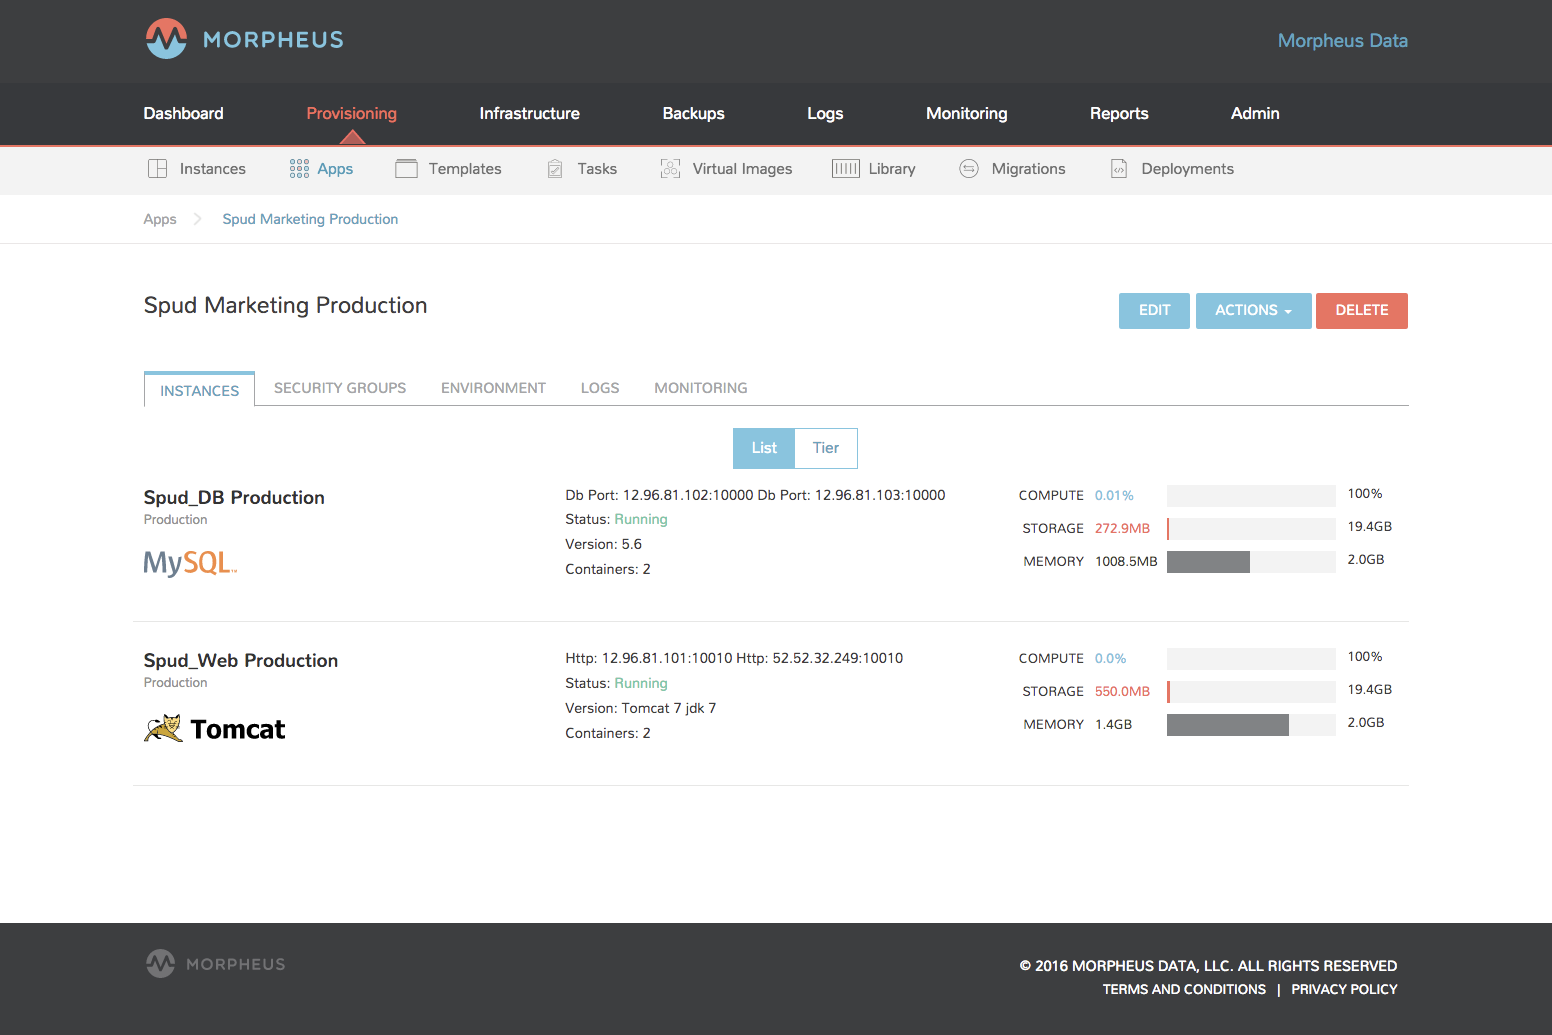 MORPHEUS
Morpheus Data
Dashboard Provisioning Infrastructure Backups Logs Monitoring Reports Admin
Instances Apps Templates Tasks Virtual Images Library Migrations Deployments
Apps Spud Marketing Production
Spud Marketing Production
EDIT ACTIONS DELETE
INSTANCES SECURITY GROUPS ENVIRONMENT LOGS MONITORING
List Tier
Spud_DB Production
Production
MySQL
Db Port: 12.96.81.102:10000 Db Port: 12.96.81.103:10000
Status: Running
Version: 5.6
Containers: 2
COMPUTE 0.01% 100%
STORAGE 272.9MB 19.4GB
MEMORY 1008.5MB 2.0GB
Spud_Web Production
Production
Tomcat
Http: 12.96.81.101:10010 Http: 52.52.32.249:10010
Status: Running
Version: Tomcat 7 jdk 7
Containers: 2
COMPUTE 0.0% 100%
STORAGE 550.0MB 19.4GB
MEMORY 1.4GB 2.0GB
MORPHEUS
© 2016 MORPHEUS DATA, LLC. ALL RIGHTS RESERVED
TERMS AND CONDITIONS | PRIVACY POLICY